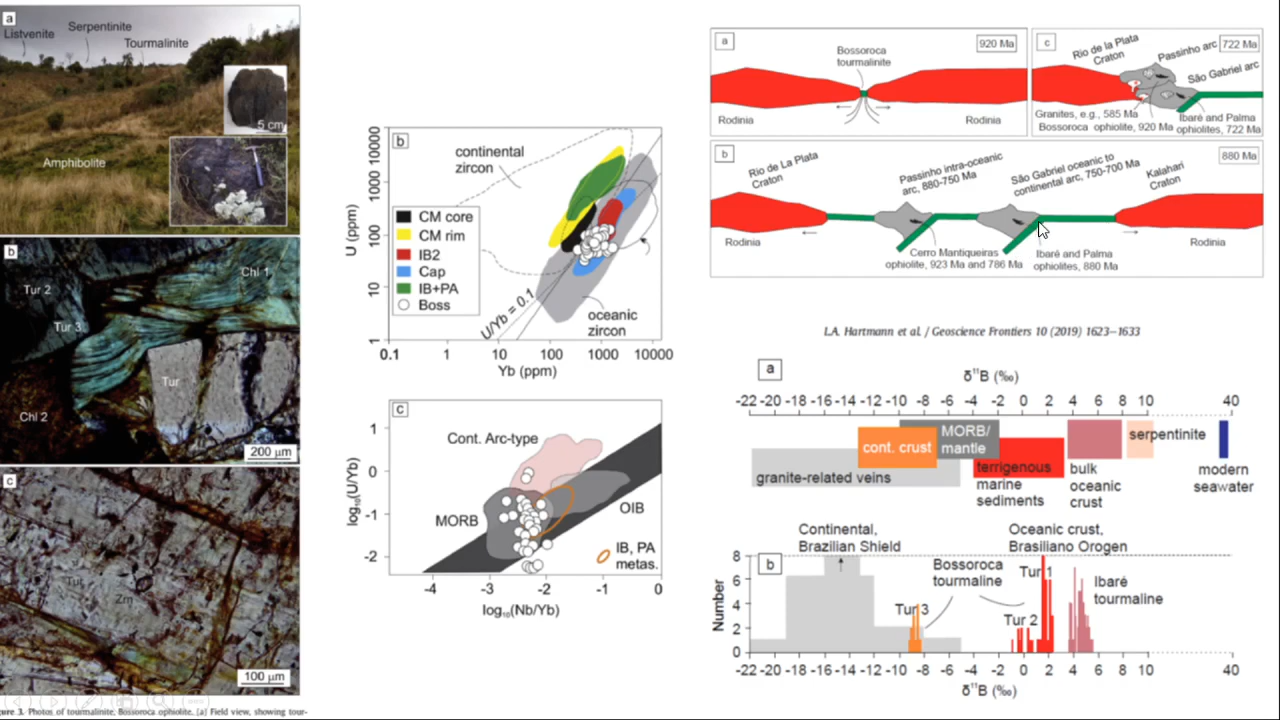 a
Listvenite
Serpentinite
Tourmalinite
5 cm
Amphibolite
b
Tur 2
Chl 1
Tur 3
Tur
Chl 2
200 µm
c
Tur
Zrn
100 µm
gure 3. Photos of tourmalinite, Bossoroca ophiolite. [a] Field view, showing tour-
b
continental
zircon
CM core
CM rim
IB2
Cap
IB+PA
Boss
U/Yb = 0.1
oceanic
zircon
U (ppm)
10000
1000
100
10
1
0.1 1 10 100 1000 10000
Yb (ppm)
c
Cont. Arc-type
MORB
OIB
IB, PA
metas.
log10(U/Yb)
1
0
-1
-2
-4 -3 -2 -1 0
log10(Nb/Yb)
a
920 Ma
Bossoroca
tourmalinite
Rodinia
Rodinia
c
722 Ma
Rio de la Plata
Craton
Passinho arc
São Gabriel arc
Granites, e.g., 585 Ma
Bossoroca ophiolite, 920 Ma
Ibaré and Palma
ophiolites, 722 Ma
b
880 Ma
Rio de La Plata
Craton
Passinho intra-oceanic
arc, 880-750 Ma
São Gabriel oceanic to
continental arc, 750-700 Ma
Kalahari
Craton
Rodinia
Cerro Mantiqueiras
ophiolite, 923 Ma and 786 Ma
Ibaré and Palma
ophiolites, 880 Ma
Rodinia
L.A. Hartmann et al. / Geoscience Frontiers 10 (2019) 1623–1633
a
δ11B (‰)
-22 -20 -18 -16 -14 -12 -10 -8 -6 -4 -2 0 2 4 6 8 10 40
cont. crust
MORB/
mantle
serpentinite
granite-related veins
terrigenous
marine
sediments
bulk
oceanic
crust
modern
seawater
Continental,
Brazilian Shield
Oceanic crust,
Brasiliano Orogen
b
Bossoroca
tourmaline
Tur 1
Tur 2
Tur 3
Ibaré
tourmaline
Number
8
6
4
2
0
-22 -20 -18 -16 -14 -12 -10 -8 -6 -4 -2 0 2 4 6 8 10 40
δ11B (‰)